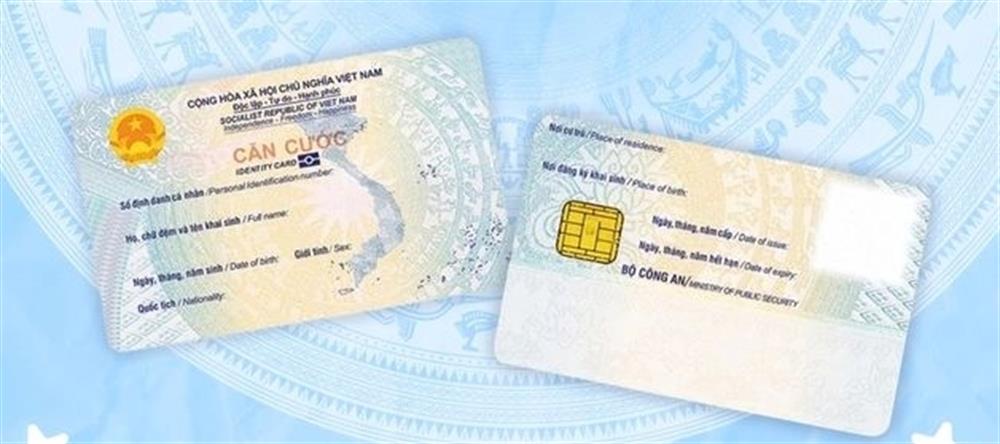 CỘNG HÒA XÃ HỘI CHỦ NGHĨA VIỆT NAM
Độc lập - Tự do - Hạnh phúc
SOCIALIST REPUBLIC OF VIET NAM
Independence - Freedom - Happiness
CĂN CƯỚC
IDENTITY CARD
Số định danh cá nhân / Personal Identification number:
Họ, chữ đệm và tên khai sinh / Full name:
Ngày, tháng, năm sinh / Date of birth: Giới tính / Sex:
Quốc tịch / Nationality:
Nơi cư trú / Place of residence:
Nơi đăng ký khai sinh / Place of birth:
Ngày, tháng, năm cấp / Date of issue:
Ngày, tháng, năm hết hạn / Date of expiry:
BỘ CÔNG AN / MINISTRY OF PUBLIC SECURITY